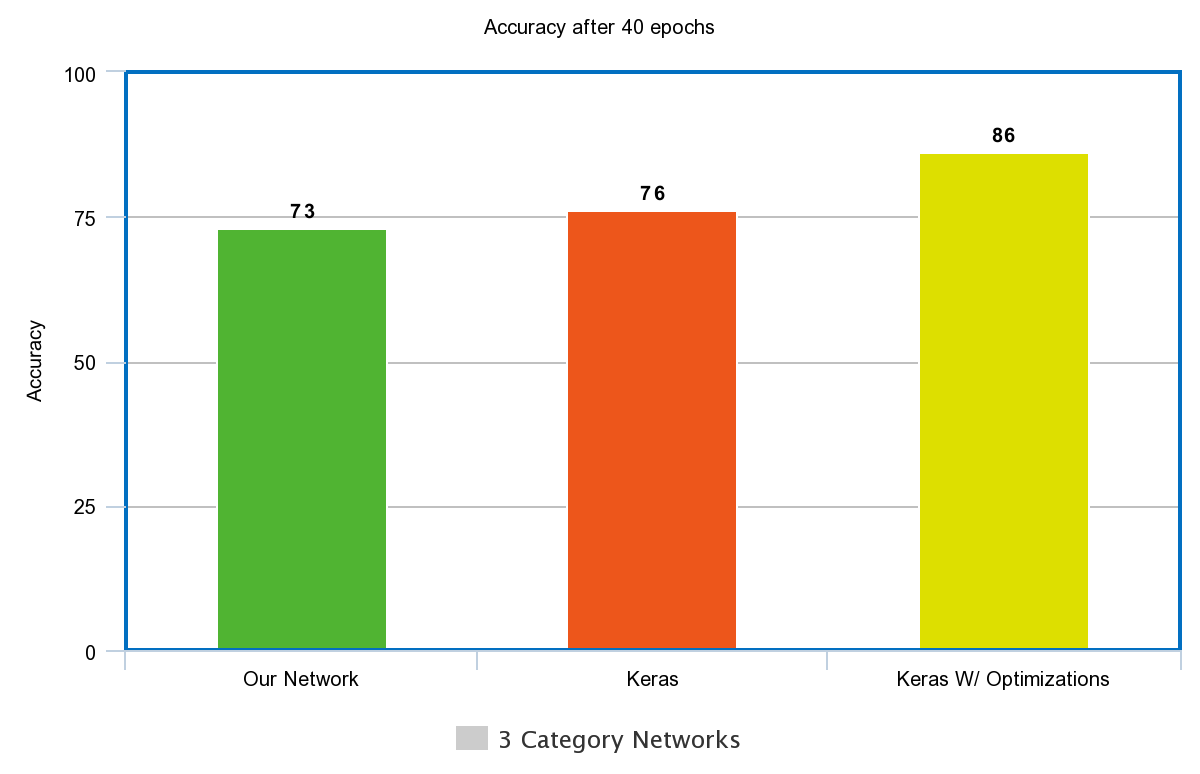 Accuracy after 40 epochs
100
75
50
25
0
Accuracy
73
76
86
Our Network
Keras
Keras W/ Optimizations
3 Category Networks